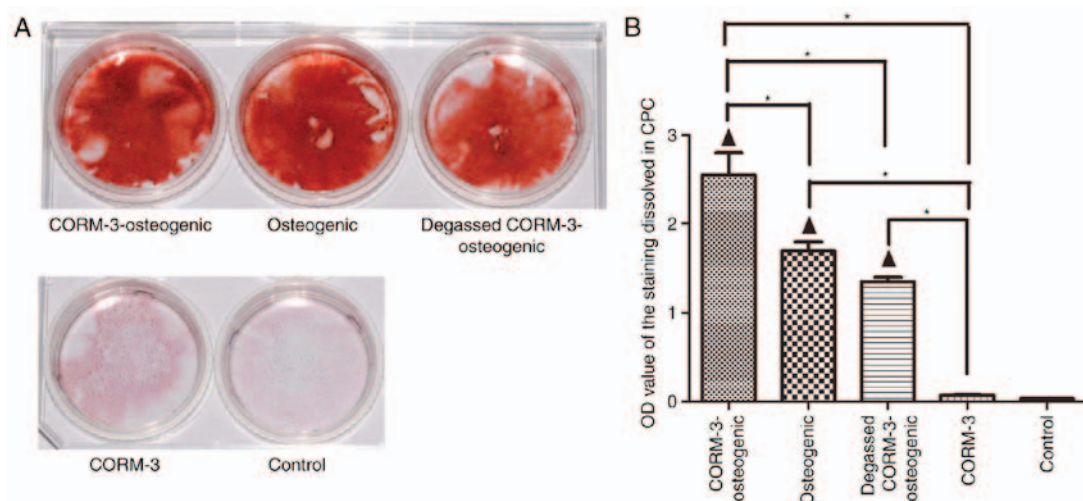 A
CORM-3-osteogenic
Osteogenic
Degassed CORM-3-
osteogenic
CORM-3
Control
B
*
*
*
*
*
OD value of the staining dissolved in CPC
3
2
1
0
CORM-3-
osteogenic
Osteogenic
Degassed
CORM-3-
osteogenic
CORM-3
Control